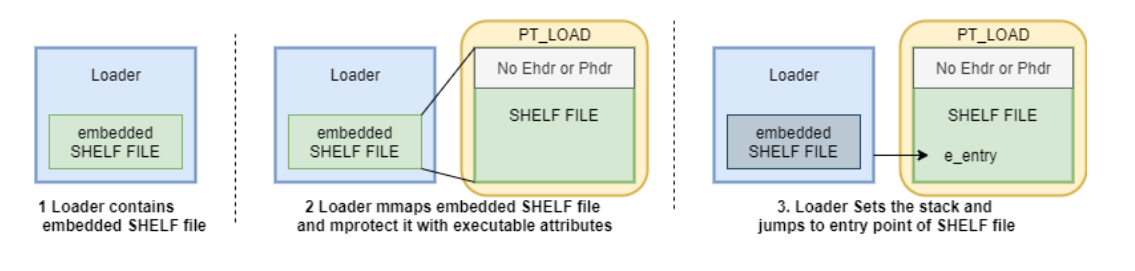 Loader
embedded
SHELF FILE
1 Loader contains
embedded SHELF file
Loader
embedded
SHELF FILE
PT_LOAD
No Ehdr or Phdr
SHELF FILE
2 Loader mmaps embedded SHELF file
and mprotect it with executable attributes
Loader
embedded
SHELF FILE
PT_LOAD
No Ehdr or Phdr
SHELF FILE
e_entry
3. Loader Sets the stack and
jumps to entry point of SHELF file